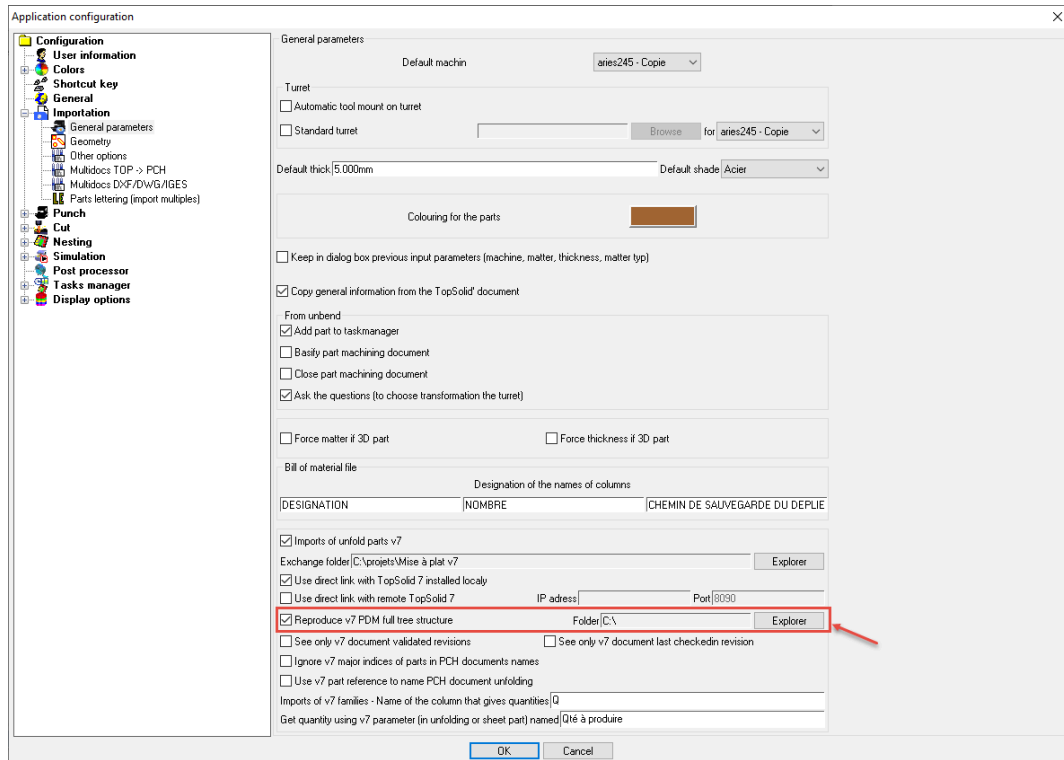 Application configuration
Configuration
User information
Colors
Shortcut key
General
Importation
General parameters
Geometry
Other options
Multidocs TOP -> PCH
Multidocs DXF/DWG/IGES
Parts lettering (import multiples)
Punch
Cut
Nesting
Simulation
Post processor
Tasks manager
Display options
General parameters
Default machin aries245 - Copie
Turret
Automatic tool mount on turret
Standard turret Browse for aries245 - Copie
Default thick 5.000mm Default shade Acier
Colouring for the parts
Keep in dialog box previous input parameters (machine, matter, thickness, matter typ)
Copy general information from the TopSolid' document
From unbend
Add part to taskmanager
Basify part machining document
Close part machining document
Ask the questions (to choose transformation the turret)
Force matter if 3D part Force thickness if 3D part
Bill of material file
Designation of the names of columns
DESIGNATION NOMBRE CHEMIN DE SAUVEGARDE DU DEPLIE
Imports of unfold parts v7
Exchange folder C:\projets\Mise à plat v7 Explorer
Use direct link with TopSolid 7 installed localy
Use direct link with remote TopSolid 7 IP adress Port 8090
Reproduce v7 PDM full tree structure Folder C:\ Explorer
See only v7 document validated revisions See only v7 document last checkedin revision
Ignore v7 major indices of parts in PCH documents names
Use v7 part reference to name PCH document unfolding
Imports of v7 families - Name of the column that gives quantities Q
Get quantity using v7 parameter (in unfolding or sheet part) named Qté à produire
OK Cancel